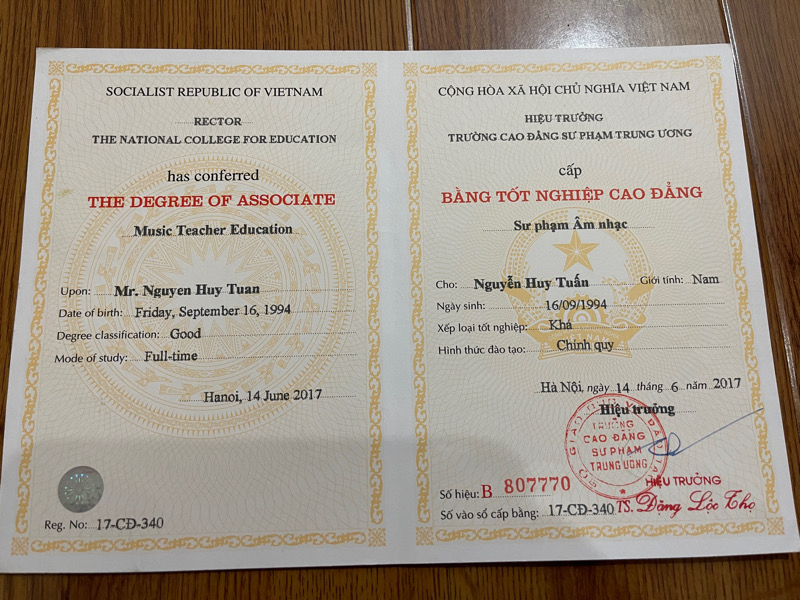 SOCIALIST REPUBLIC OF VIETNAM
RECTOR
THE NATIONAL COLLEGE FOR EDUCATION
has conferred
THE DEGREE OF ASSOCIATE
Music Teacher Education
Upon: Mr. Nguyen Huy Tuan
Date of birth: Friday, September 16, 1994
Degree classification: Good
Mode of study: Full-time
Hanoi, 14 June 2017
Reg. No: 17-CĐ-340
CỘNG HÒA XÃ HỘI CHỦ NGHĨA VIỆT NAM
HIỆU TRƯỞNG
TRƯỜNG CAO ĐẲNG SƯ PHẠM TRUNG ƯƠNG
cấp
BẰNG TỐT NGHIỆP CAO ĐẲNG
Sư phạm Âm nhạc
Cho: Nguyễn Huy Tuấn Giới tính: Nam
Ngày sinh: 16/09/1994
Xếp loại tốt nghiệp: Khá
Hình thức đào tạo: Chính quy
Hà Nội, ngày 14 tháng 6 năm 2017
Hiệu trưởng
TRƯỜNG
CAO ĐẲNG
SƯ PHẠM
TRUNG ƯƠNG
HIỆU TRƯỞNG
TS. Đặng Lộc Thọ
Số hiệu: B 807770
Số vào sổ cấp bằng: 17-CĐ-340